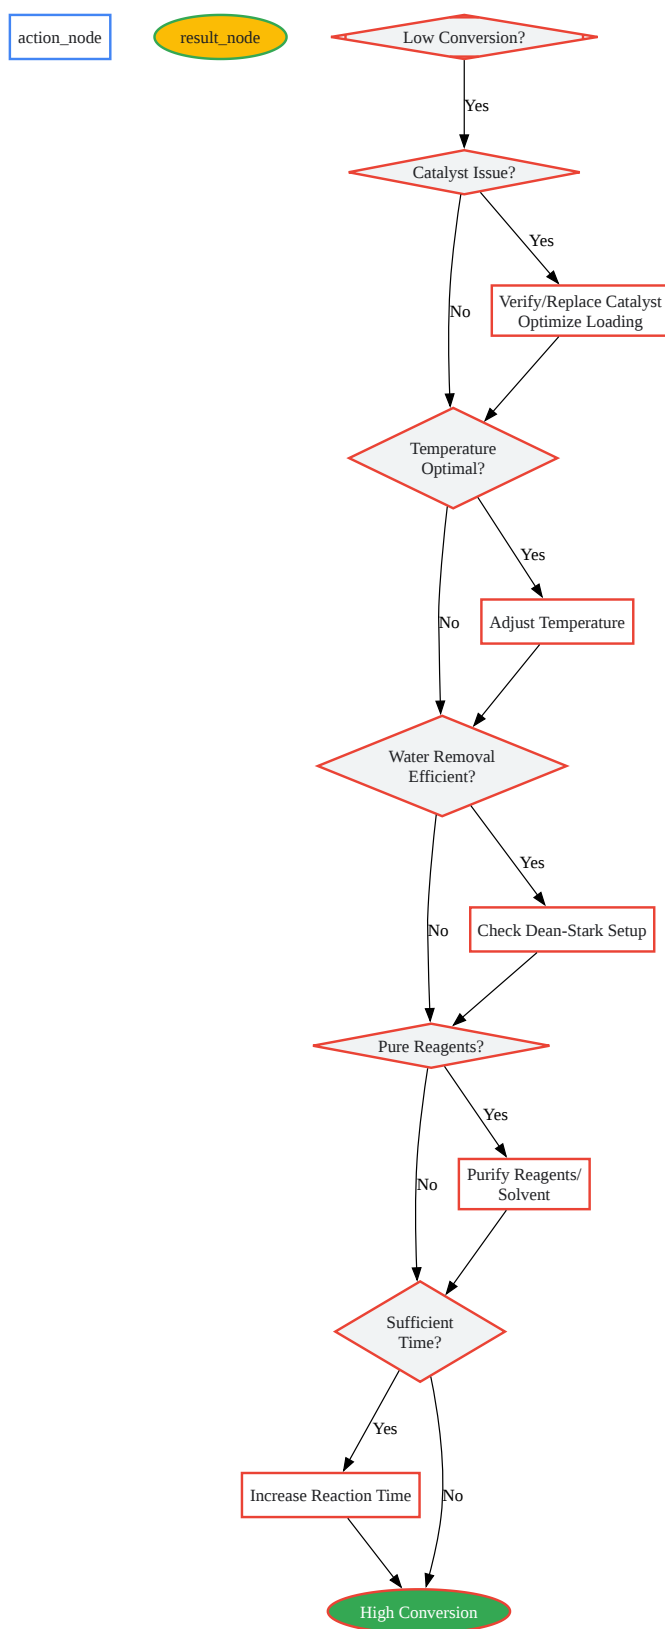 action_node
result_node
Low Conversion?
Yes
Catalyst Issue?
Yes
No
Verify/Replace Catalyst
Optimize Loading
Temperature
Optimal?
Yes
No
Adjust Temperature
Water Removal
Efficient?
Yes
No
Check Dean-Stark Setup
Pure Reagents?
Yes
No
Purify Reagents/
Solvent
Sufficient
Time?
Yes
Increase Reaction Time
No
High Conversion